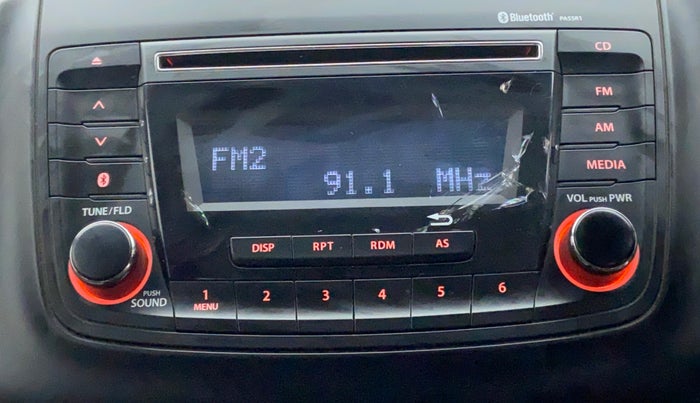 Bluetooth PA55R1
CD
FM
AM
MEDIA
FM2
91.1 MHz
TUNE/FLD
VOL PUSH PWR
DISP RPT RDM AS
PUSH SOUND
1 MENU 2 3 4 5 6